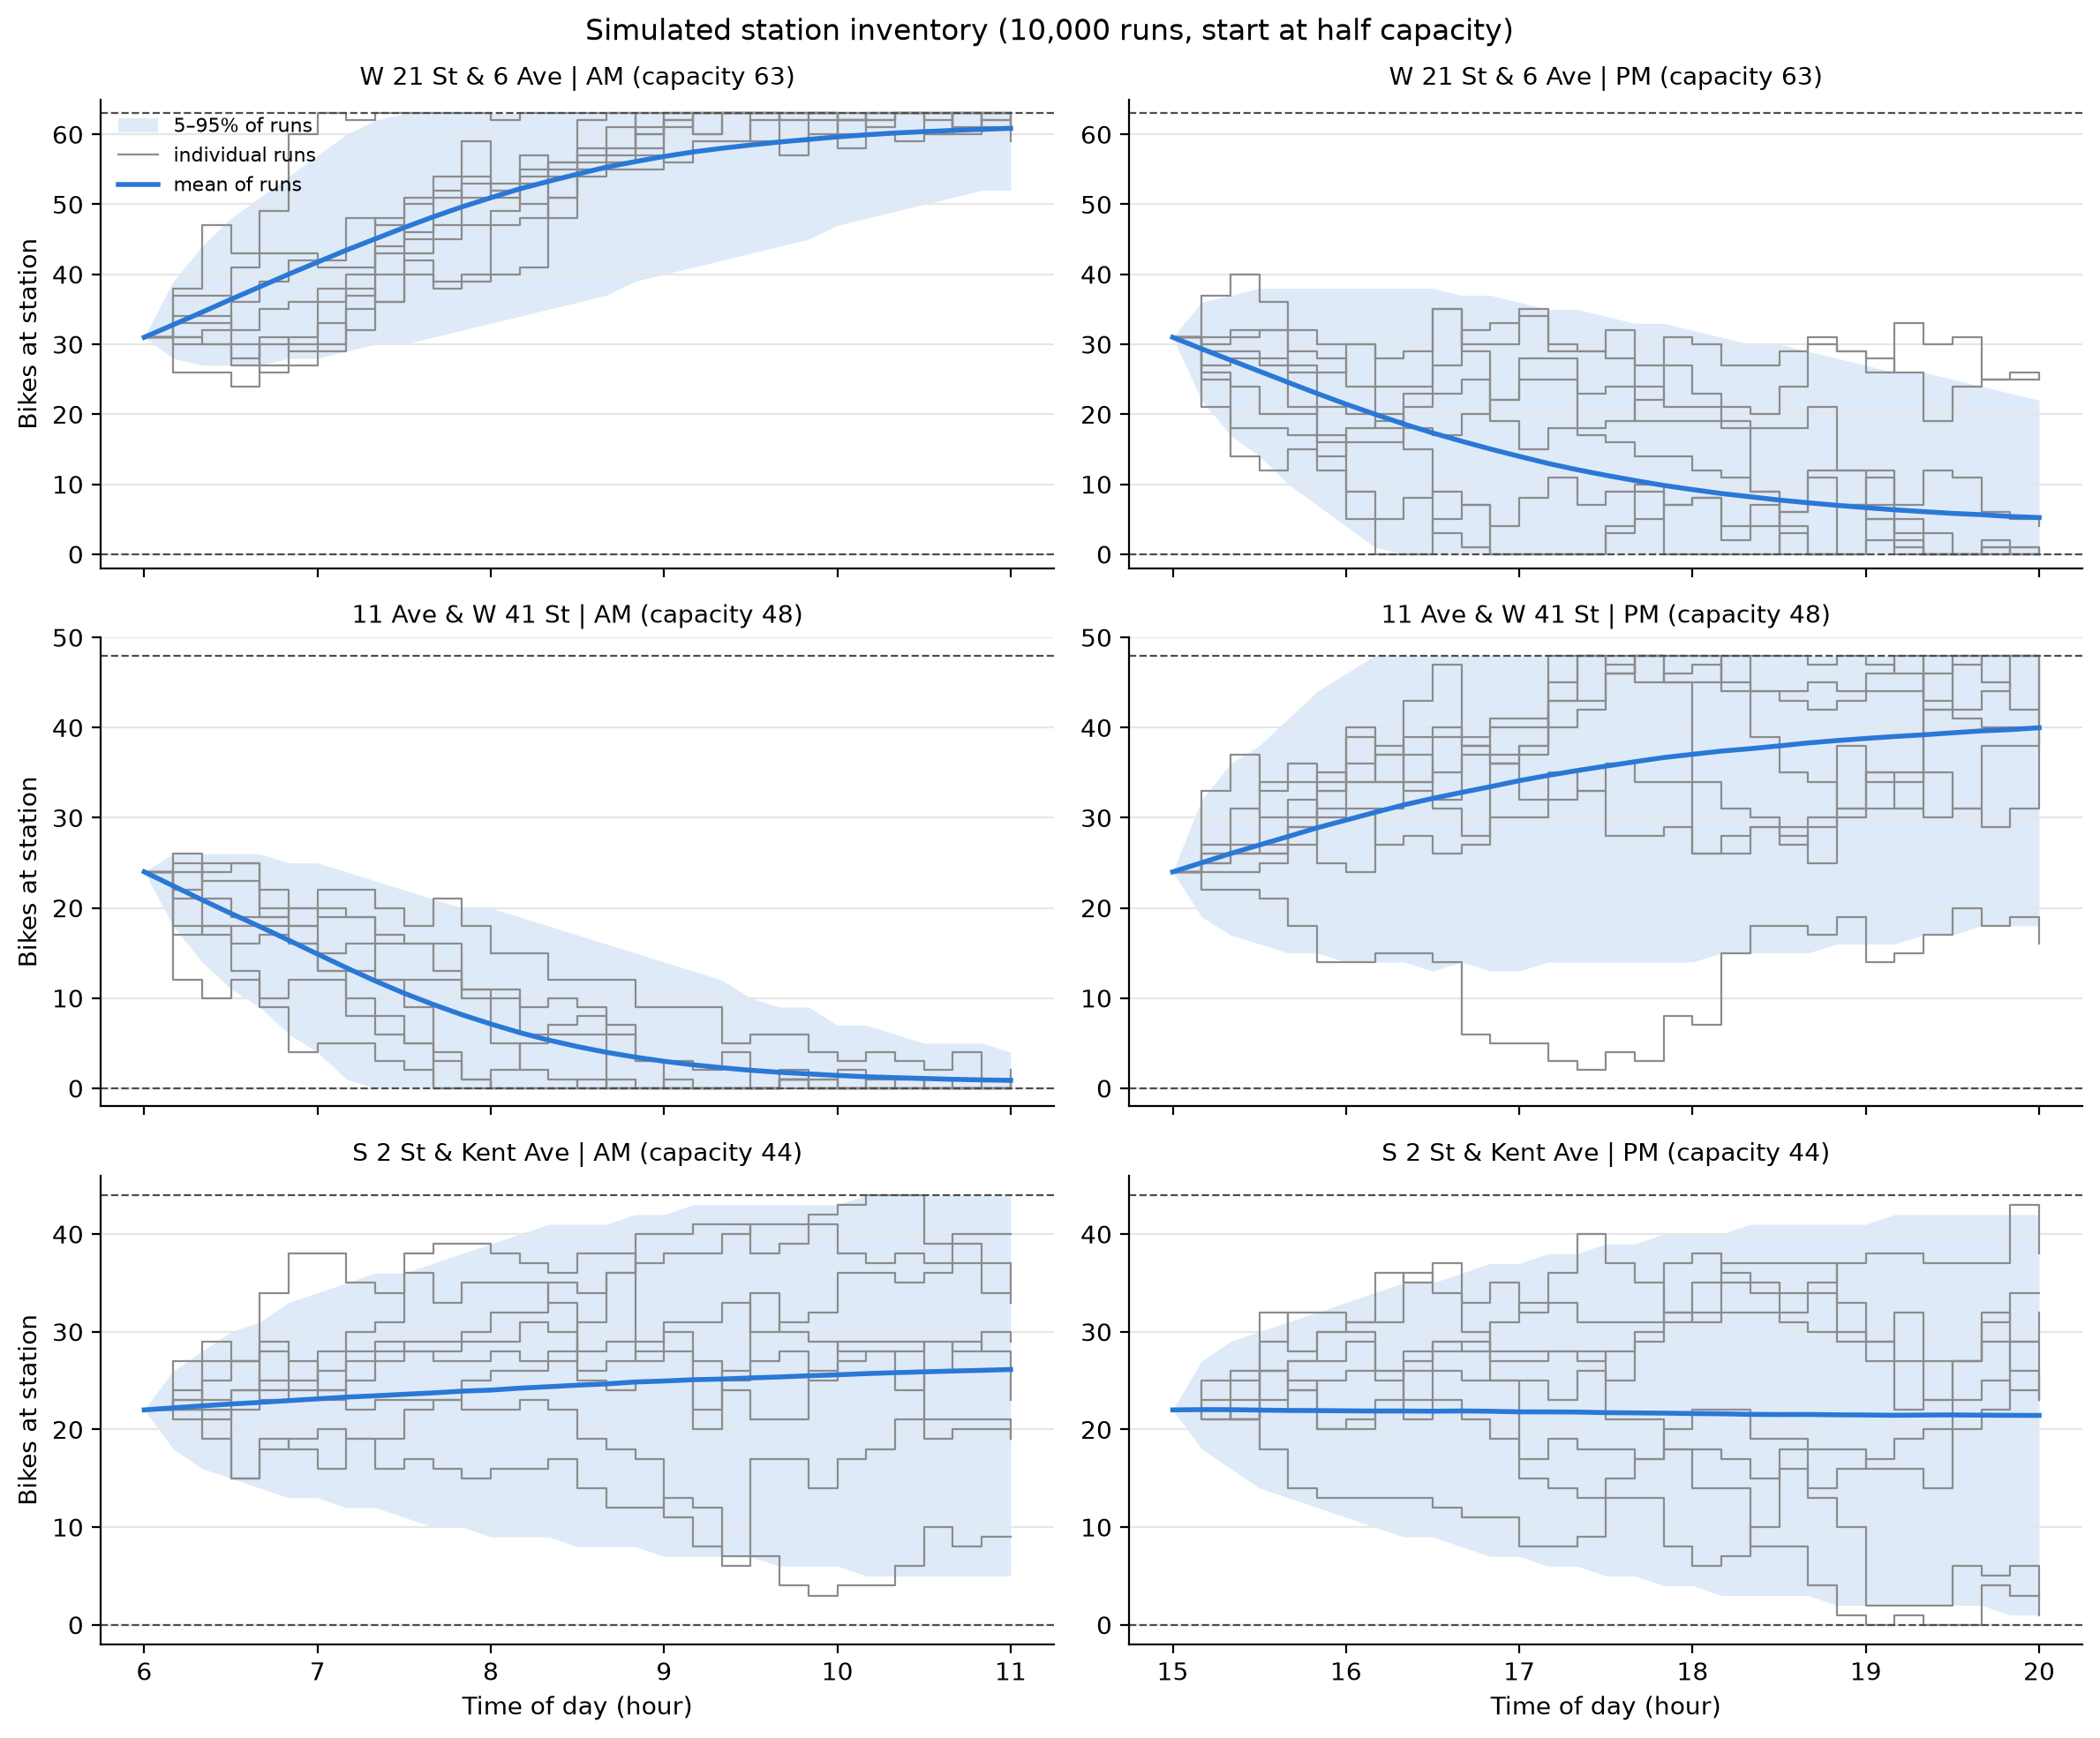 Simulated station inventory (10,000 runs, start at half capacity)
W 21 St & 6 Ave | AM (capacity 63)
60
50
40
30
20
10
0
Bikes at station
5–95% of runs
individual runs
mean of runs
W 21 St & 6 Ave | PM (capacity 63)
60
50
40
30
20
10
0
11 Ave & W 41 St | AM (capacity 48)
50
40
30
20
10
0
Bikes at station
11 Ave & W 41 St | PM (capacity 48)
50
40
30
20
10
0
S 2 St & Kent Ave | AM (capacity 44)
40
30
20
10
0
Bikes at station
6 7 8 9 10 11
Time of day (hour)
S 2 St & Kent Ave | PM (capacity 44)
40
30
20
10
0
15 16 17 18 19 20
Time of day (hour)